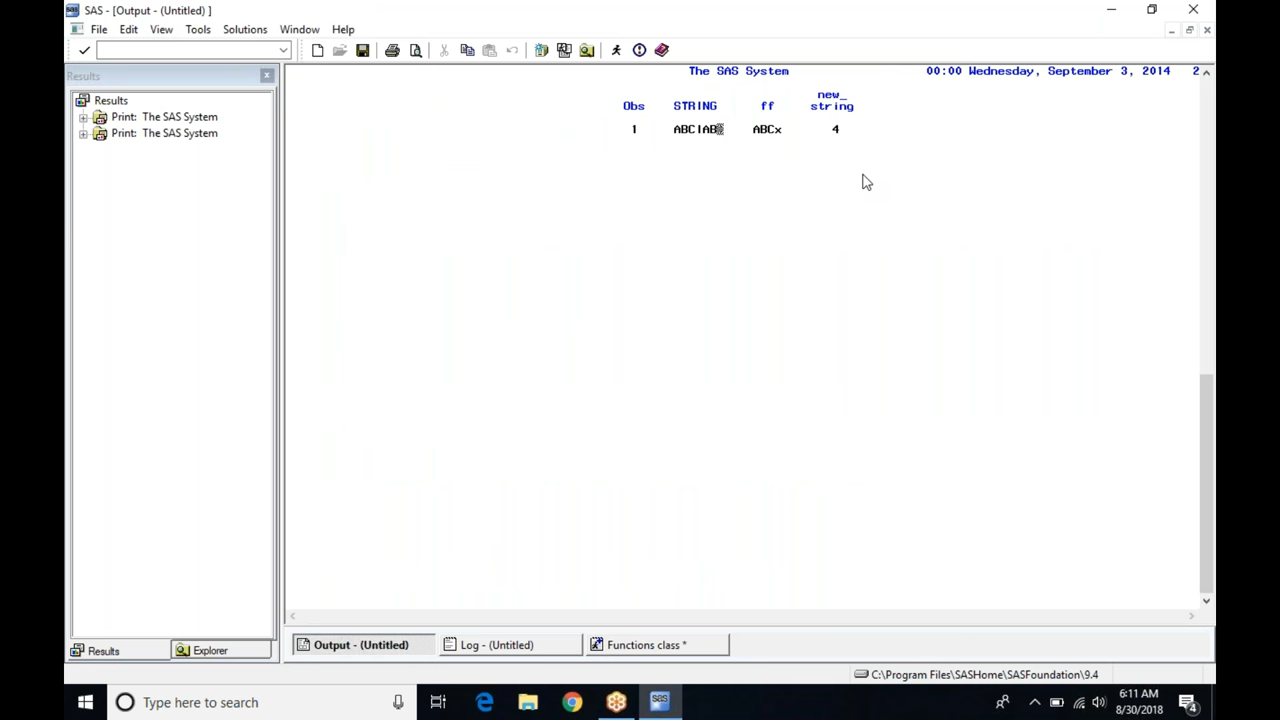 SAS - [Output - (Untitled) ]
File Edit View Tools Solutions Window Help
Results
Results
Print: The SAS System
Print: The SAS System
The SAS System 00:00 Wednesday, September 3, 2014 2
new_
Obs STRING ff string
1 ABC|AB▒ ABCx 4
Results Explorer
Output - (Untitled) Log - (Untitled) Functions class *
C:\Program Files\SASHome\SASFoundation\9.4
Type here to search
6:11 AM
8/30/2018
4